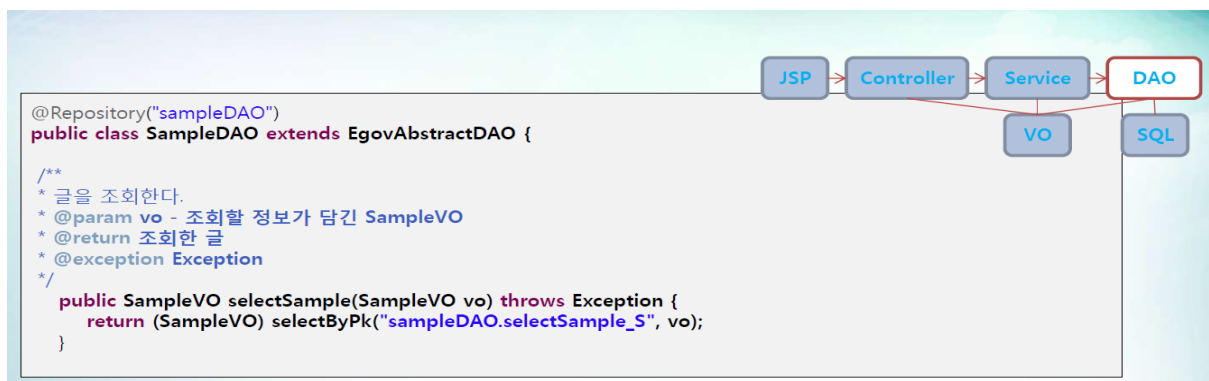 JSP
Controller
Service
DAO
VO
SQL
@Repository("sampleDAO")
public class SampleDAO extends EgovAbstractDAO {
/**
* 글을 조회한다.
* @param vo - 조회할 정보가 담긴 SampleVO
* @return 조회한 글
* @exception Exception
*/
public SampleVO selectSample(SampleVO vo) throws Exception {
return (SampleVO) selectByPk("sampleDAO.selectSample_S", vo);
}